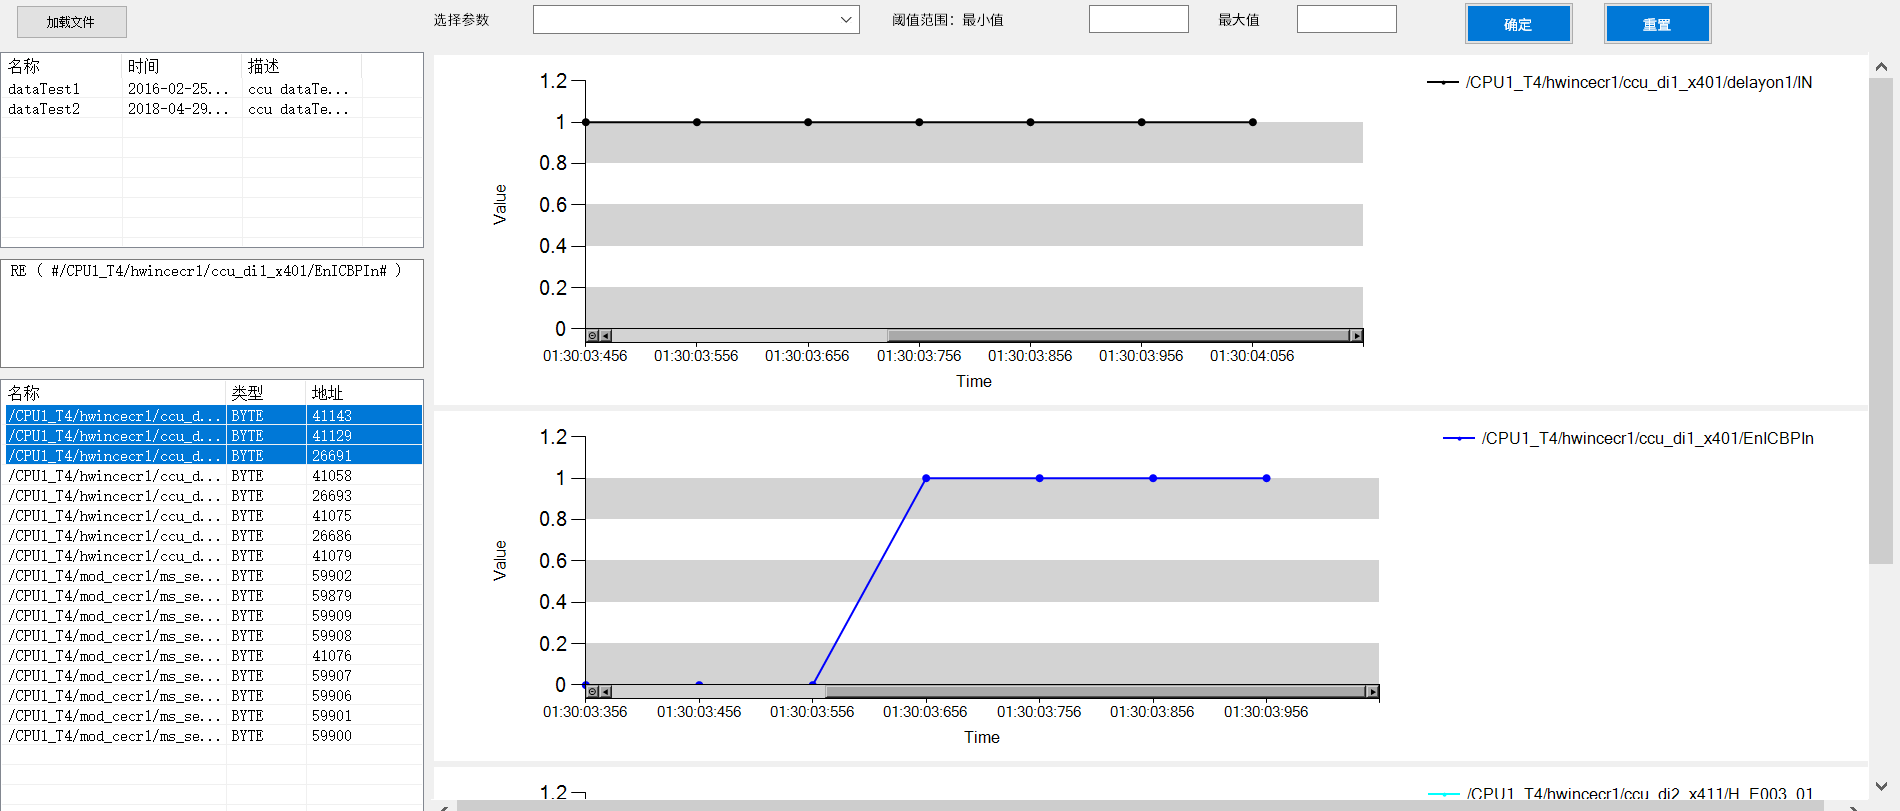 加载文件
选择参数
阈值范围：最小值
最大值
确定
重置
名称 时间 描述
dataTest1 2016-02-25... ccu dataTe...
dataTest2 2018-04-29... ccu dataTe...
RE ( #/CPU1_T4/hwincecr1/ccu_di1_x401/EnICBPIn# )
名称 类型 地址
/CPU1_T4/hwincecr1/ccu_d... BYTE 41143
/CPU1_T4/hwincecr1/ccu_d... BYTE 41129
/CPU1_T4/hwincecr1/ccu_d... BYTE 26691
/CPU1_T4/hwincecr1/ccu_d... BYTE 41058
/CPU1_T4/hwincecr1/ccu_d... BYTE 26693
/CPU1_T4/hwincecr1/ccu_d... BYTE 41075
/CPU1_T4/hwincecr1/ccu_d... BYTE 26686
/CPU1_T4/hwincecr1/ccu_d... BYTE 41079
/CPU1_T4/mod_cecr1/ms_se... BYTE 59902
/CPU1_T4/mod_cecr1/ms_se... BYTE 59879
/CPU1_T4/mod_cecr1/ms_se... BYTE 59909
/CPU1_T4/mod_cecr1/ms_se... BYTE 59908
/CPU1_T4/mod_cecr1/ms_se... BYTE 41076
/CPU1_T4/mod_cecr1/ms_se... BYTE 59907
/CPU1_T4/mod_cecr1/ms_se... BYTE 59906
/CPU1_T4/mod_cecr1/ms_se... BYTE 59901
/CPU1_T4/mod_cecr1/ms_se... BYTE 59900
/CPU1_T4/hwincecr1/ccu_di1_x401/delayon1/IN
1.2
1
0.8
0.6
0.4
0.2
0
Value
01:30:03:456 01:30:03:556 01:30:03:656 01:30:03:756 01:30:03:856 01:30:03:956 01:30:04:056
Time
/CPU1_T4/hwincecr1/ccu_di1_x401/EnICBPIn
1.2
1
0.8
0.6
0.4
0.2
0
Value
01:30:03:356 01:30:03:456 01:30:03:556 01:30:03:656 01:30:03:756 01:30:03:856 01:30:03:956
Time
1.2
/CPU1_T4/hwincecr1/ccu_di2_x411/H_E003_01